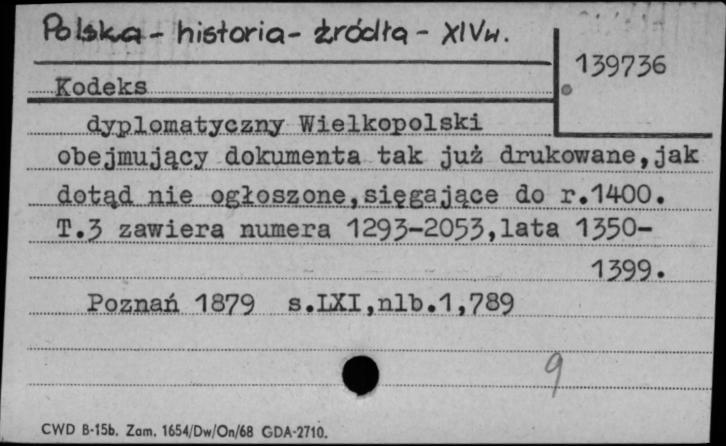 Polska - historia - źródła - XIV w.
139736
Kodeks
dyplomatyczny Wielkopolski
obejmujący dokumenta tak już drukowane, jak
dotąd nie ogłoszone, sięgające do r.1400.
T.3 zawiera numera 1293-2053, lata 1350-
1399.
Poznań 1879 s.LXI, nlb.1, 789
9
CWD B-15b. Zam. 1654/Dw/On/68 GDA-2710.